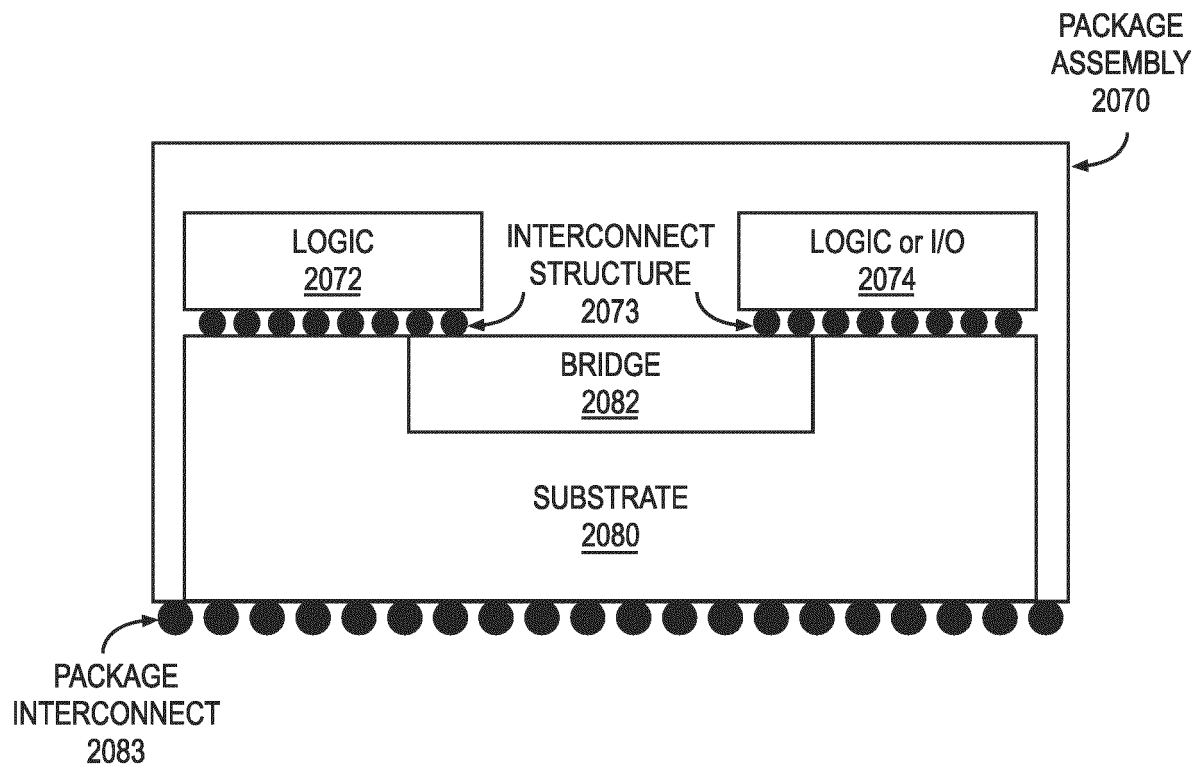 PACKAGE
ASSEMBLY
2070
LOGIC
2072
INTERCONNECT
STRUCTURE
2073
LOGIC or I/O
2074
BRIDGE
2082
SUBSTRATE
2080
PACKAGE
INTERCONNECT
2083